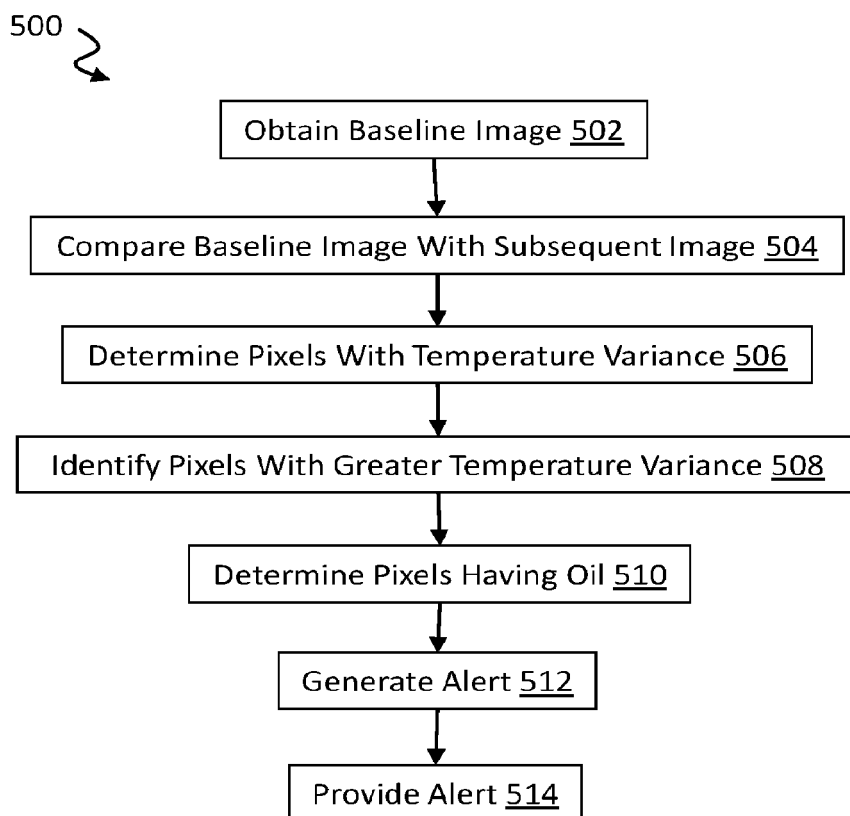 500
Obtain Baseline Image 502
Compare Baseline Image With Subsequent Image 504
Determine Pixels With Temperature Variance 506
Identify Pixels With Greater Temperature Variance 508
Determine Pixels Having Oil 510
Generate Alert 512
Provide Alert 514